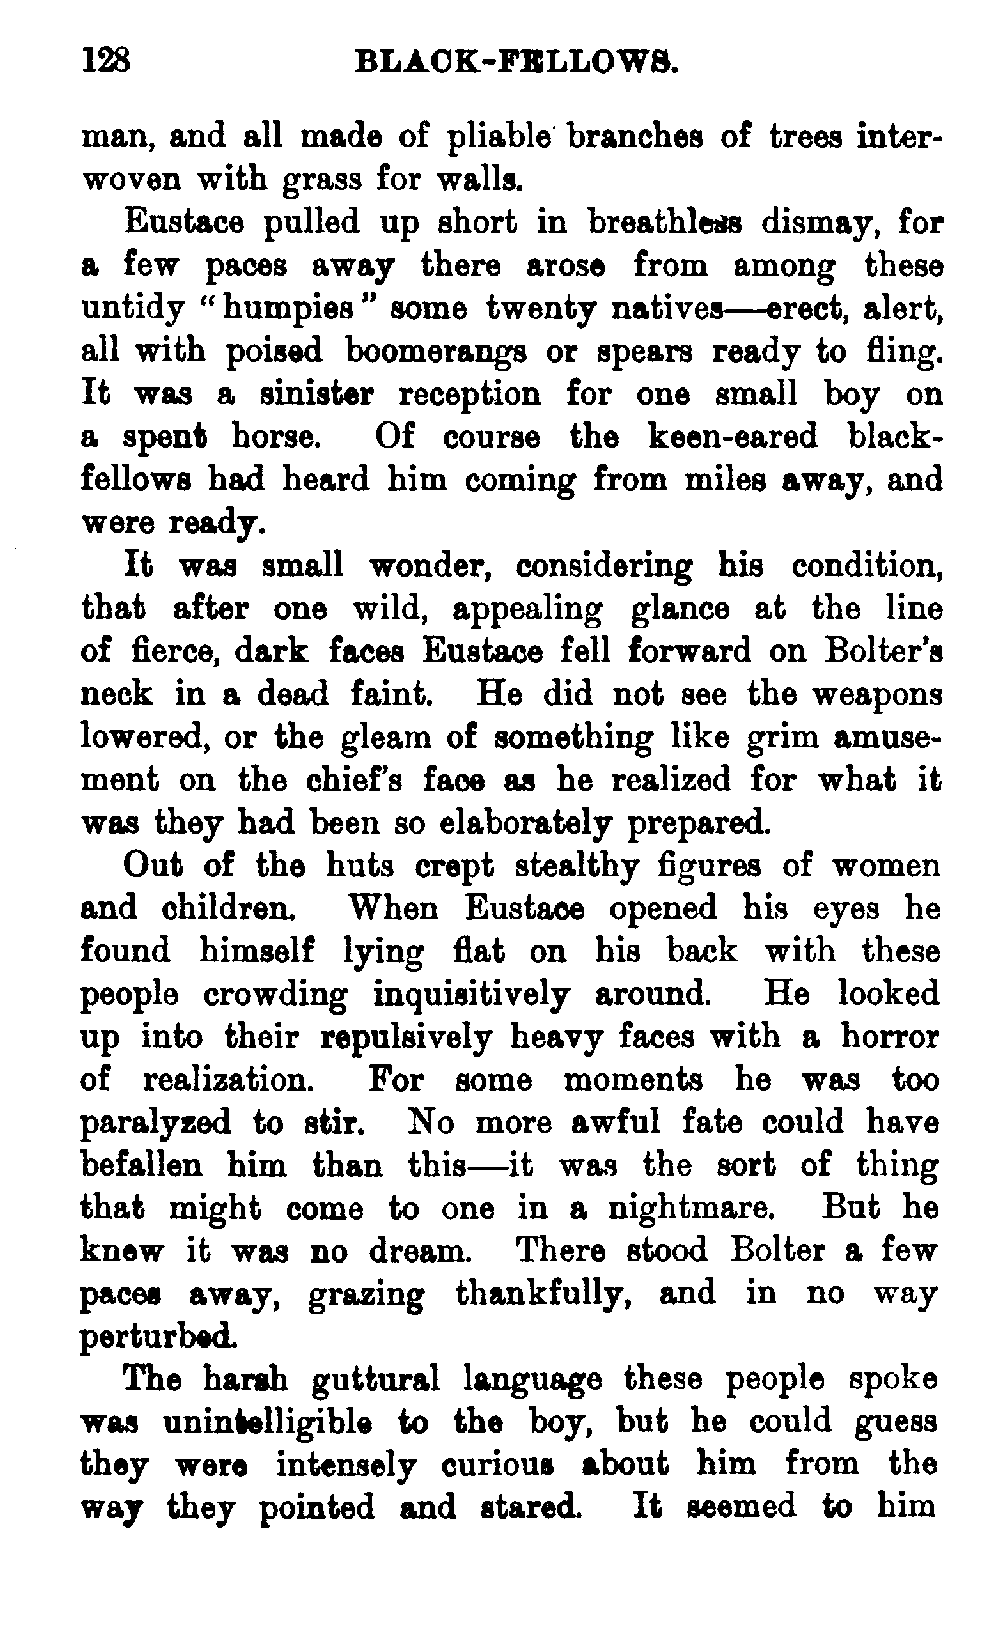 128 BLACK-FELLOWS.
man, and all made of pliable branches of trees inter-
woven with grass for walls.
Eustace pulled up short in breathless dismay, for
a few paces away there arose from among these
untidy “humpies” some twenty natives—erect, alert,
all with poised boomerangs or spears ready to fling.
It was a sinister reception for one small boy on
a spent horse. Of course the keen-eared black-
fellows had heard him coming from miles away, and
were ready.
It was small wonder, considering his condition,
that after one wild, appealing glance at the line
of fierce, dark faces Eustace fell forward on Bolter's
neck in a dead faint. He did not see the weapons
lowered, or the gleam of something like grim amuse-
ment on the chief's face as he realized for what it
was they had been so elaborately prepared.
Out of the huts crept stealthy figures of women
and children. When Eustace opened his eyes he
found himself lying flat on his back with these
people crowding inquisitively around. He looked
up into their repulsively heavy faces with a horror
of realization. For some moments he was too
paralyzed to stir. No more awful fate could have
befallen him than this—it was the sort of thing
that might come to one in a nightmare. But he
knew it was no dream. There stood Bolter a few
paces away, grazing thankfully, and in no way
perturbed.
The harsh guttural language these people spoke
was unintelligible to the boy, but he could guess
they were intensely curious about him from the
way they pointed and stared. It seemed to him